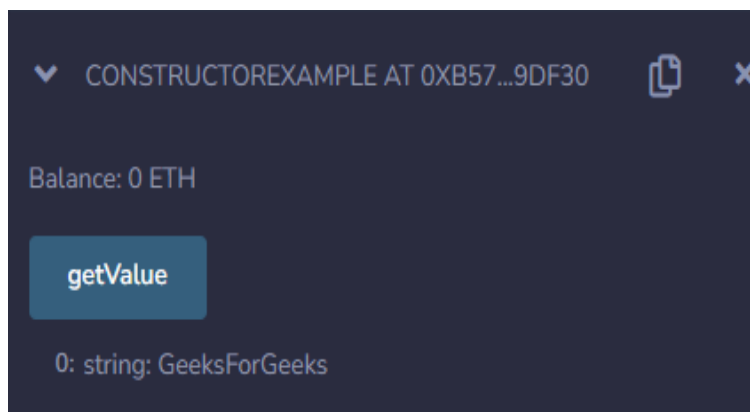 CONSTRUCTOREXAMPLE AT 0XB57...9DF30
Balance: 0 ETH
getValue
0: string: GeeksForGeeks